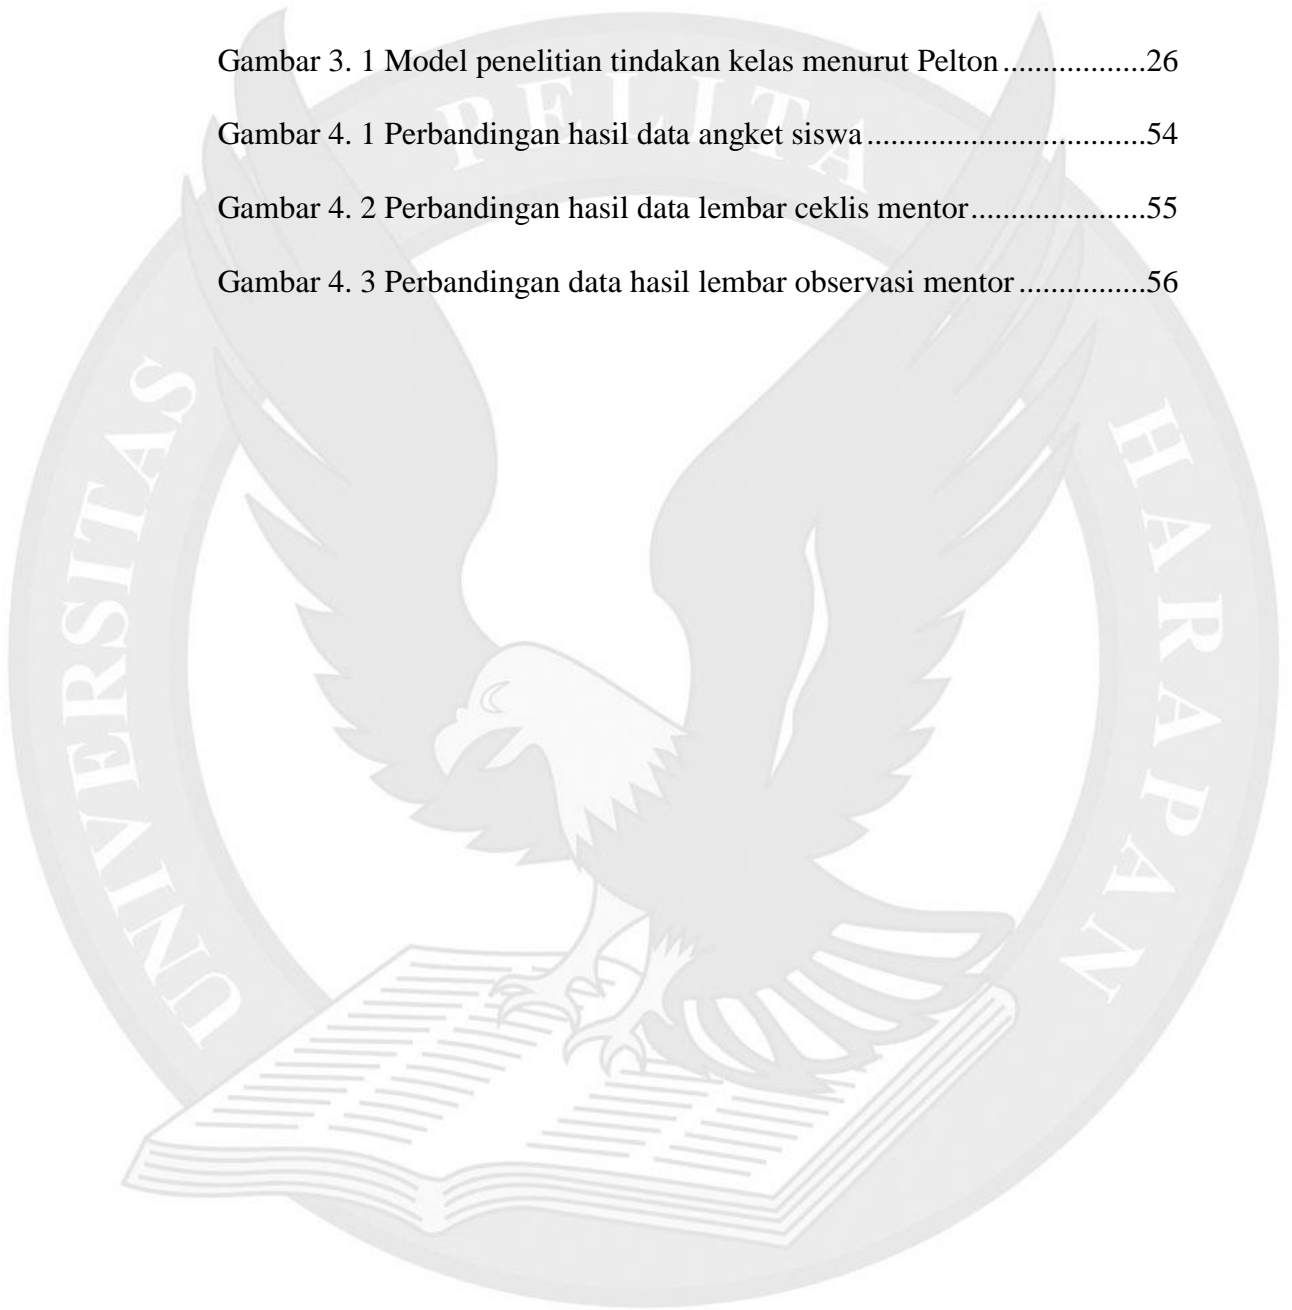 Gambar 3. 1 Model penelitian tindakan kelas menurut Pelton..................26
Gambar 4. 1 Perbandingan hasil data angket siswa...................................54
Gambar 4. 2 Perbandingan hasil data lembar ceklis mentor......................55
Gambar 4. 3 Perbandingan data hasil lembar observasi mentor................56
UNIVERSITAS
PELITA
HARAPAN